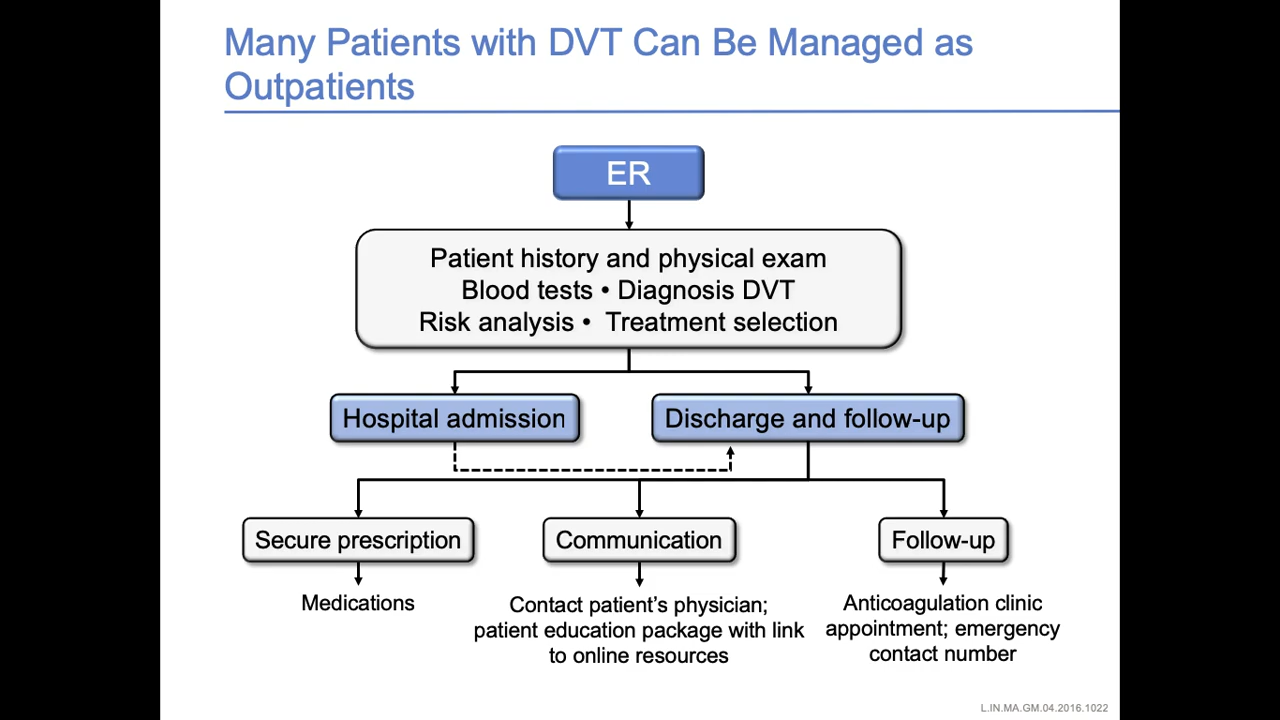 Many Patients with DVT Can Be Managed as
Outpatients
ER
Patient history and physical exam
Blood tests • Diagnosis DVT
Risk analysis • Treatment selection
Hospital admission
Discharge and follow-up
Secure prescription
Communication
Follow-up
Medications
Contact patient’s physician;
patient education package with link
to online resources
Anticoagulation clinic
appointment; emergency
contact number
L.IN.MA.GM.04.2016.1022